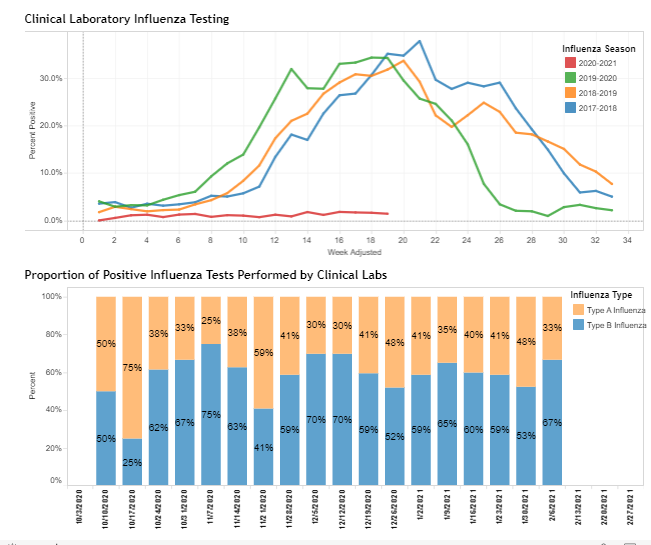 Clinical Laboratory Influenza Testing
Influenza Season
2020-2021
2019-2020
2018-2019
2017-2018
Percent Positive
30.0%
20.0%
10.0%
0.0%
0 2 4 6 8 10 12 14 16 18 20 22 24 26 28 30 32 34
Week Adjusted
Proportion of Positive Influenza Tests Performed by Clinical Labs
Influenza Type
Type A Influenza
Type B Influenza
Percent
100%
80%
60%
40%
20%
0%
50% 75% 38% 33% 25% 38% 59% 41% 30% 30% 41% 48% 41% 35% 40% 41% 48% 33%
50% 25% 62% 67% 75% 63% 41% 59% 70% 70% 59% 52% 59% 65% 60% 59% 53% 67%
10/3/2020 10/10/2020 10/17/2020 10/24/2020 10/31/2020 11/7/2020 11/14/2020 11/21/2020 11/28/2020 12/5/2020 12/12/2020 12/19/2020 12/26/2020 1/2/2021 1/9/2021 1/16/2021 1/23/2021 1/30/2021 2/6/2021 2/13/2021 2/20/2021 2/27/2021